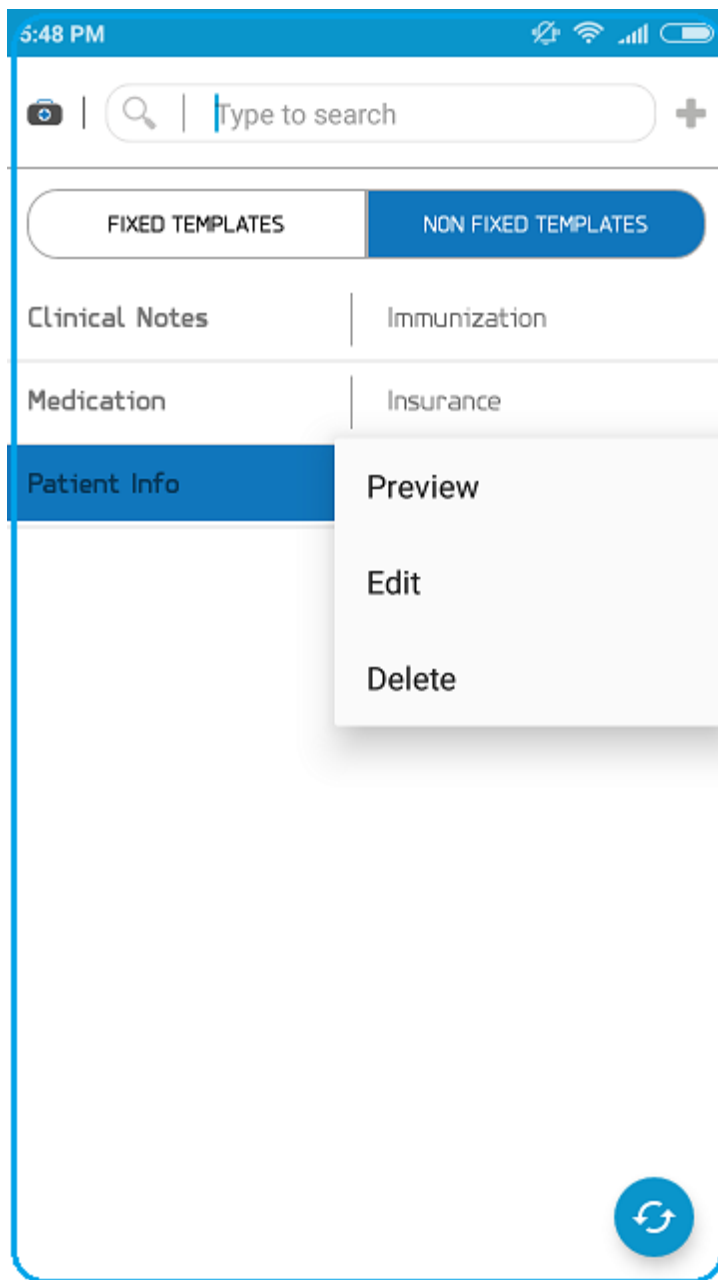 5:48 PM
Type to search
FIXED TEMPLATES NON FIXED TEMPLATES
Clinical Notes Immunization
Medication Insurance
Patient Info
Preview
Edit
Delete